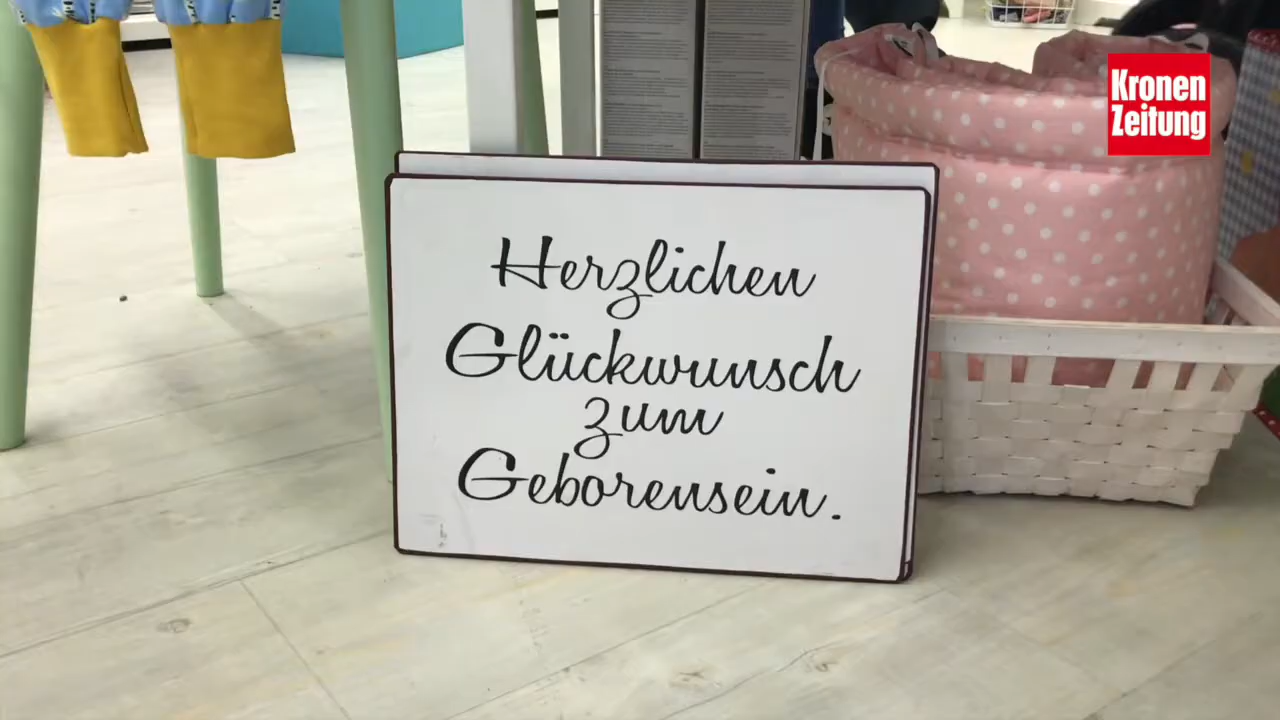 Kronen
Zeitung
Herzlichen
Glückwunsch
zum
Geborensein.